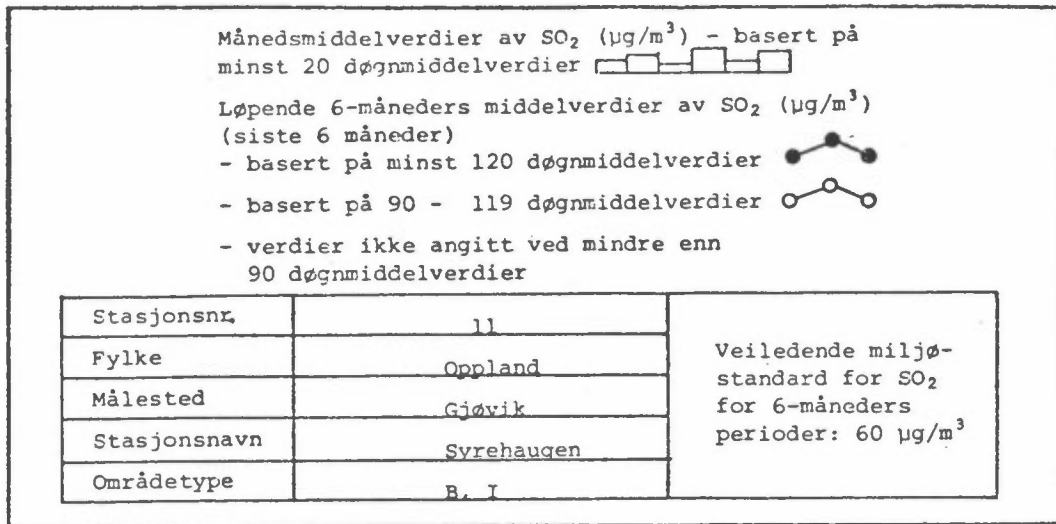 Månedsmiddelverdier av SO₂ (µg/m³) - basert på
minst 20 døgnmiddelverdier
Løpende 6-måneders middelverdier av SO₂ (µg/m³)
(siste 6 måneder)
- basert på minst 120 døgnmiddelverdier
- basert på 90 - 119 døgnmiddelverdier
- verdier ikke angitt ved mindre enn
90 døgnmiddelverdier
Stasjonsnr. 11
Fylke Oppland
Målested Gjøvik
Stasjonsnavn Syrehaugen
Områdetype B, I
Veiledende miljø-
standard for SO₂
for 6-måneders
perioder: 60 µg/m³